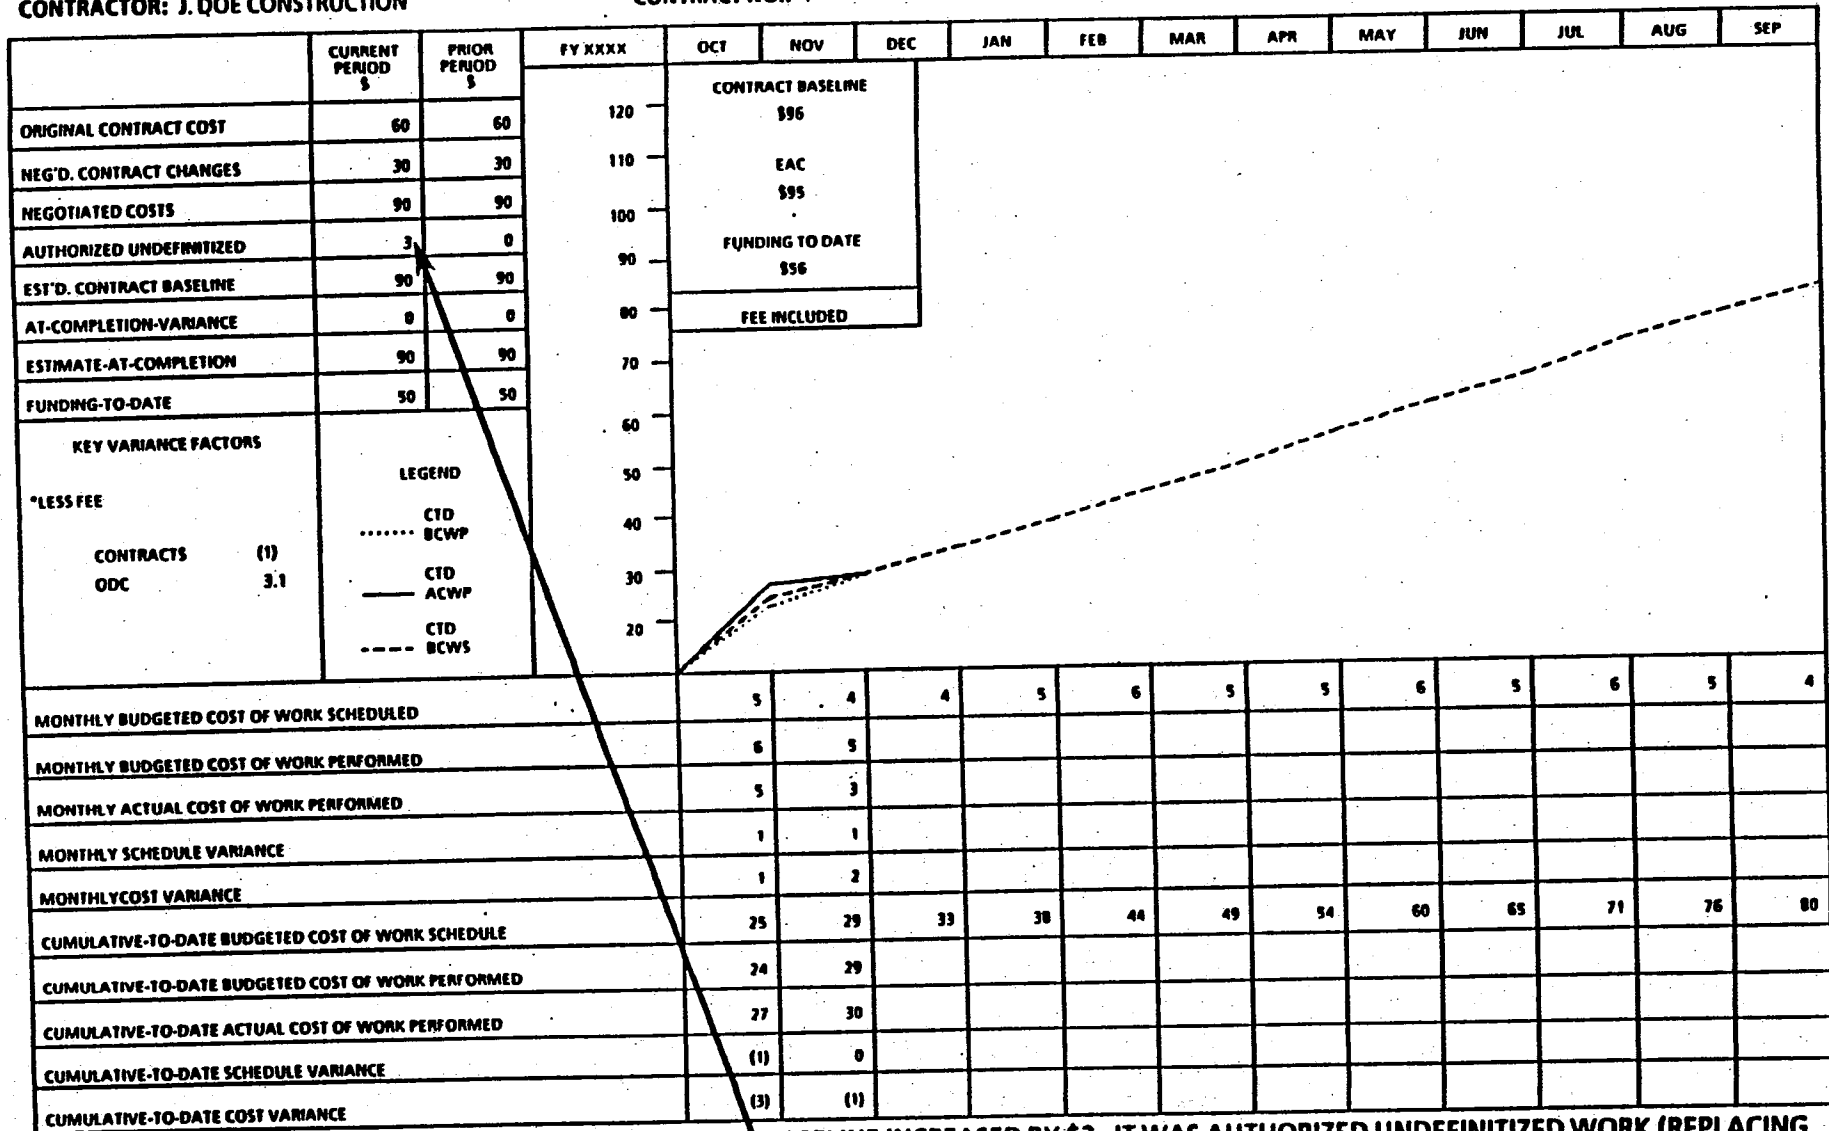 CONTRACTOR: J. DOE CONSTRUCTION
CURRENT PERIOD $ PRIOR PERIOD $ FY XXXX OCT NOV DEC JAN FEB MAR APR MAY JUN JUL AUG SEP
ORIGINAL CONTRACT COST 60 60
NEG'D. CONTRACT CHANGES 30 30
NEGOTIATED COSTS 90 90
AUTHORIZED UNDEFINITIZED 3 0
EST'D. CONTRACT BASELINE 90 90
AT-COMPLETION-VARIANCE 0 0
ESTIMATE-AT-COMPLETION 90 90
FUNDING-TO-DATE 50 50
KEY VARIANCE FACTORS
*LESS FEE
CONTRACTS (1)
ODC 3.1
LEGEND
CTD
BCWP
CTD
ACWP
CTD
BCWS
120
110
100
90
80
70
60
50
40
30
20
CONTRACT BASELINE
$96
EAC
$95
FUNDING TO DATE
$56
FEE INCLUDED
MONTHLY BUDGETED COST OF WORK SCHEDULED 5 4 4 5 6 5 5 6 5 6 5 4
MONTHLY BUDGETED COST OF WORK PERFORMED 6 5
MONTHLY ACTUAL COST OF WORK PERFORMED 5 3
MONTHLY SCHEDULE VARIANCE 1 1
MONTHLYCOST VARIANCE 1 2
CUMULATIVE-TO-DATE BUDGETED COST OF WORK SCHEDULE 25 29 33 38 44 49 54 60 65 71 76 80
CUMULATIVE-TO-DATE BUDGETED COST OF WORK PERFORMED 24 29
CUMULATIVE-TO-DATE ACTUAL COST OF WORK PERFORMED 27 30
CUMULATIVE-TO-DATE SCHEDULE VARIANCE (1) 0
CUMULATIVE-TO-DATE COST VARIANCE (3) (1)
INCREASED BY $3. IT WAS AUTHORIZED UNDEFINITIZED WORK (REPLACING